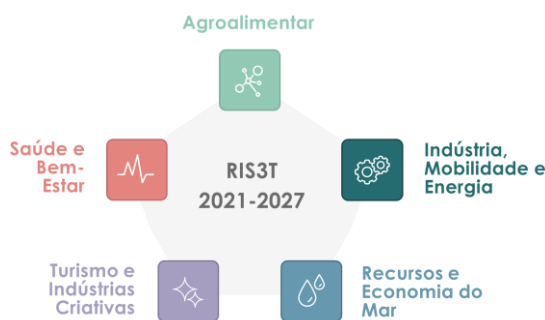 Agroalimentar
Saúde e
Bem-
Estar
RIS3T
2021-2027
Indústria,
Mobilidade e
Energia
Turismo e
Indústrias
Criativas
Recursos e
Economia do
Mar